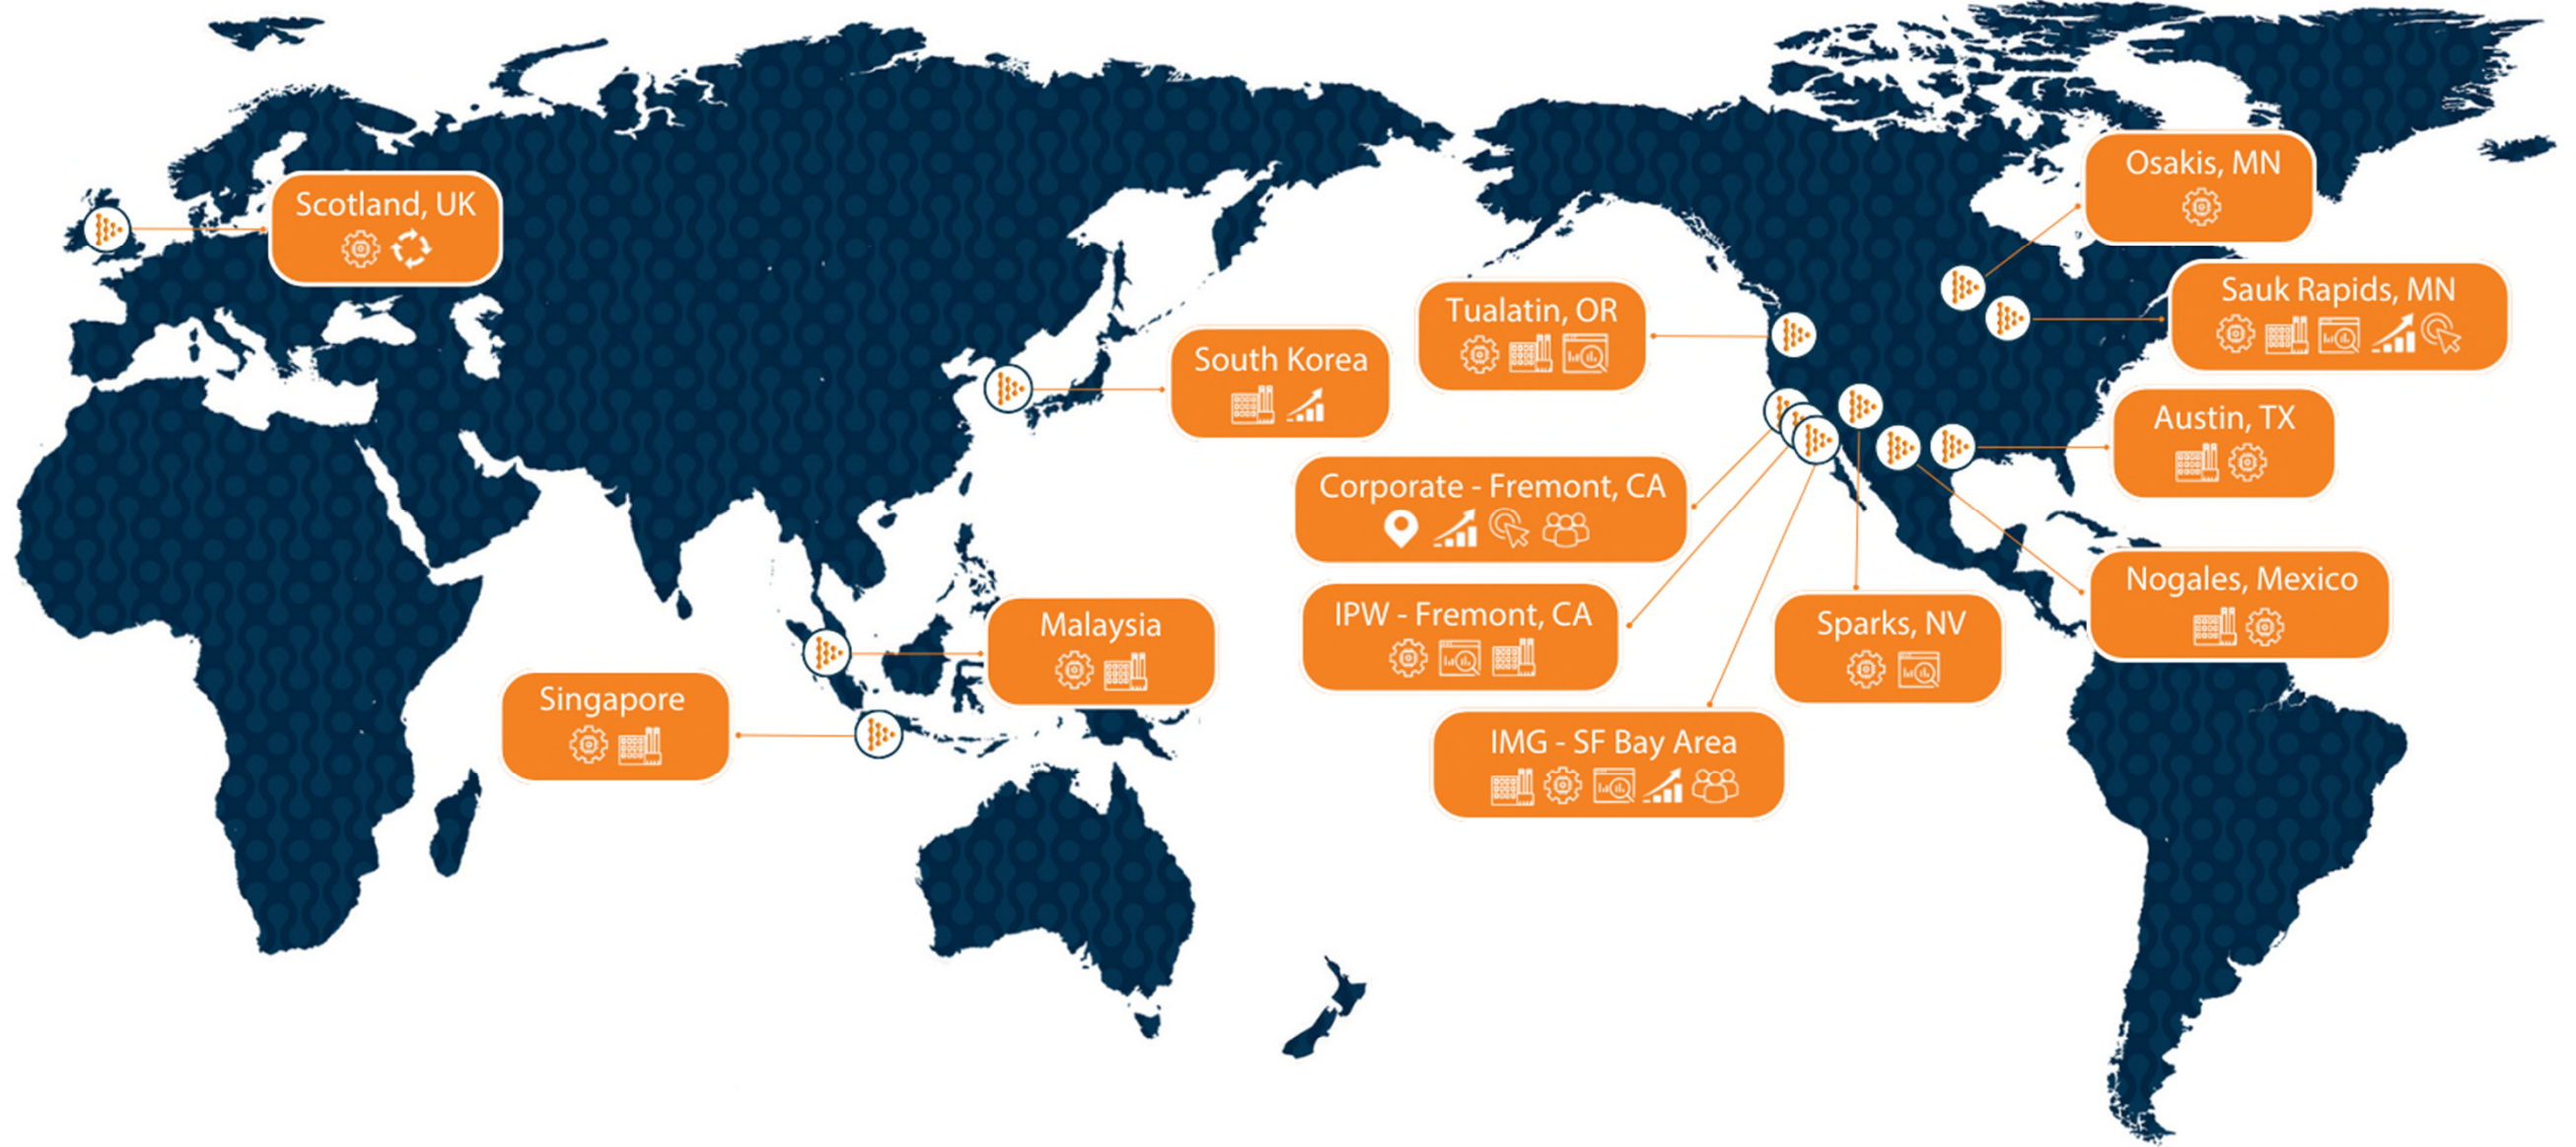 Osakis, MN
Scotland, UK
Sauk Rapids, MN
Tualatin, OR
South Korea
Austin, TX
Corporate - Fremont, CA
Nogales, Mexico
IPW - Fremont, CA
Sparks, NV
Malaysia
Singapore
IMG - SF Bay Area